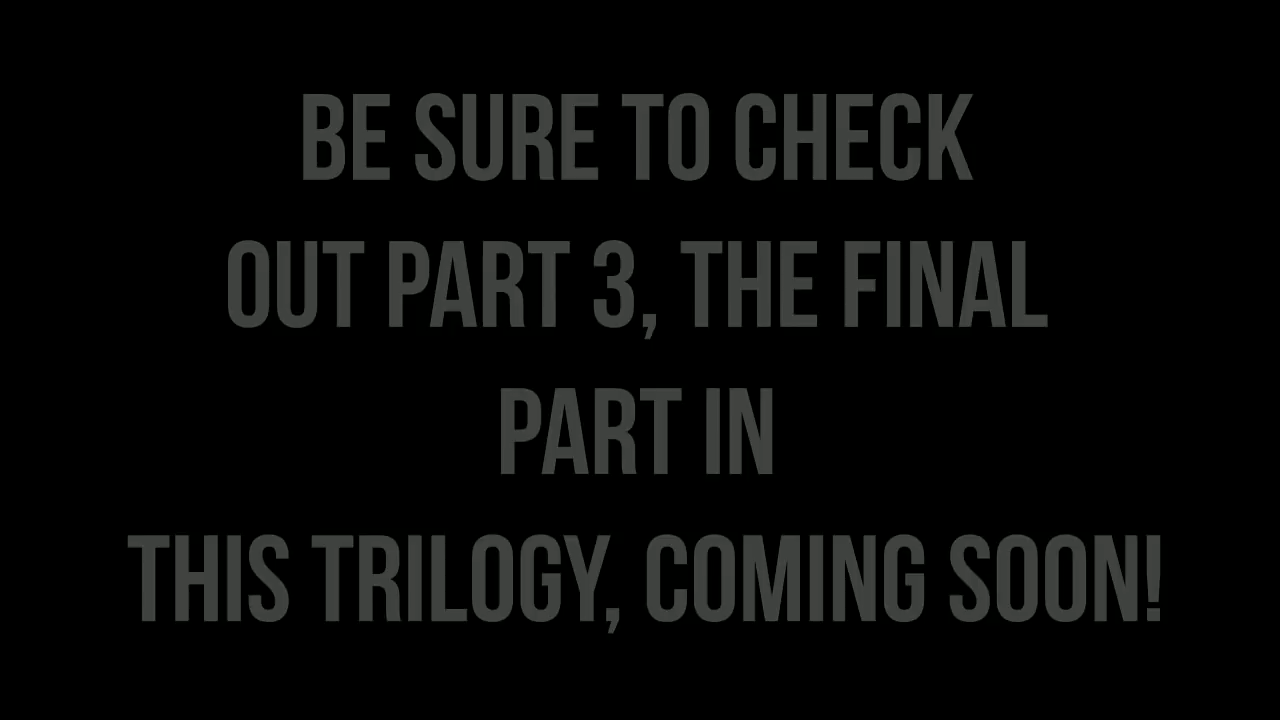 BE SURE TO CHECK
OUT PART 3, THE FINAL
PART IN
THIS TRILOGY, COMING SOON!